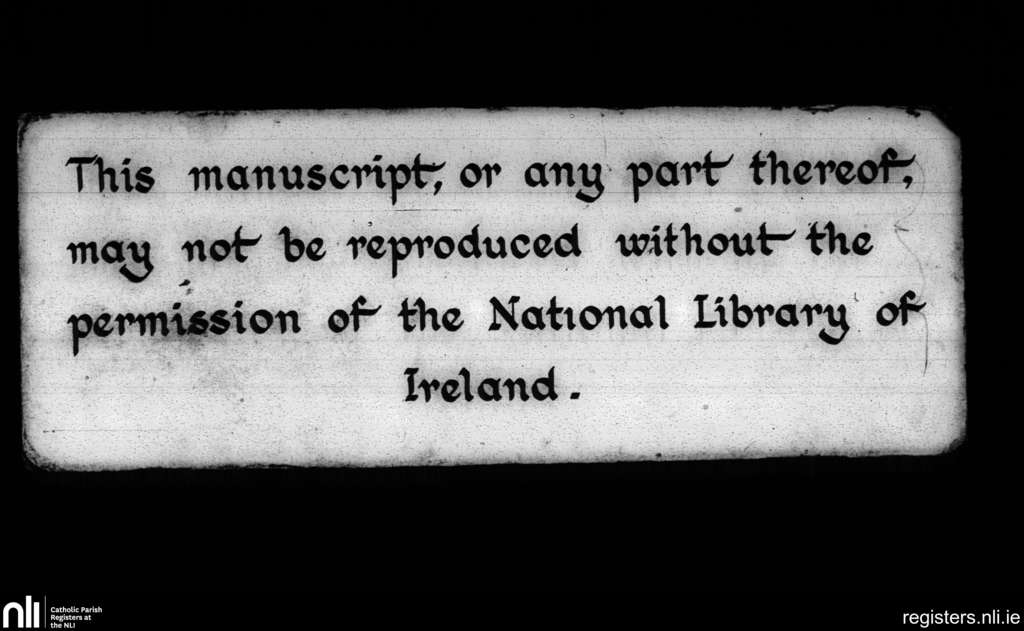 This manuscript, or any part thereof,
may not be reproduced without the
permission of the National Library of
Ireland.
nli
Catholic Parish
Registers at
the NLI
registers.nli.ie